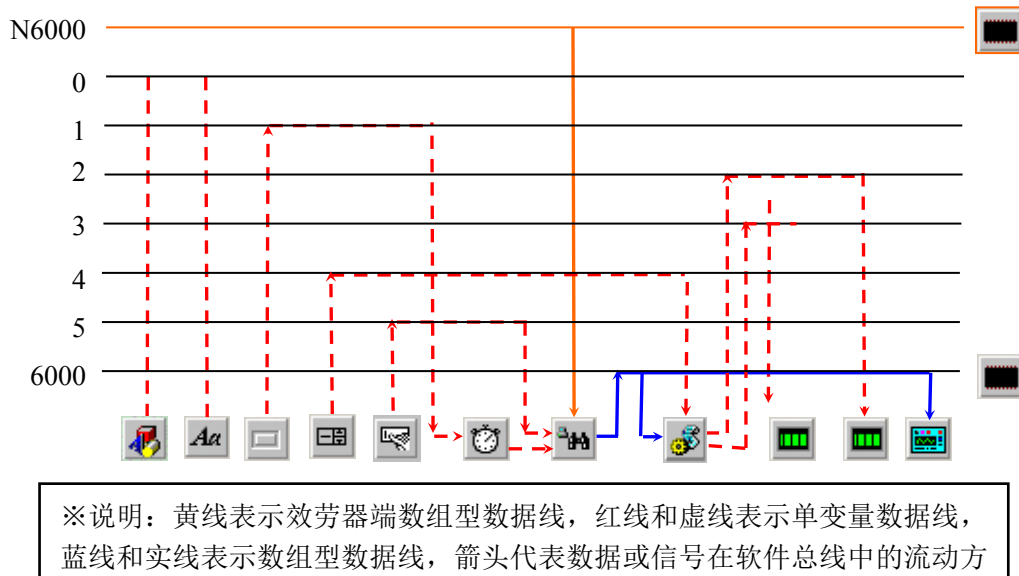 N6000
0
1
2
3
4
5
6000
Aa
※说明：黄线表示效劳器端数组型数据线，红线和虚线表示单变量数据线，
蓝线和实线表示数组型数据线，箭头代表数据或信号在软件总线中的流动方